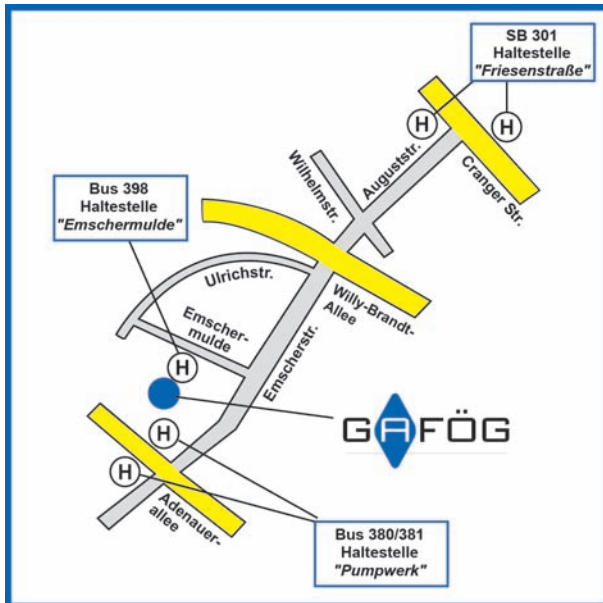 SB 301
Haltestelle
"Friesenstraße"
H
H
Auguststr.
Cranger Str.
Wilhelmstr.
Bus 398
Haltestelle
"Emschermulde"
Ulrichstr.
Willy-Brandt-
Allee
Emscher-
mulde
Emscherstr.
H
GAFÖG
H
H
Adenauer-
allee
Bus 380/381
Haltestelle
"Pumpwerk"